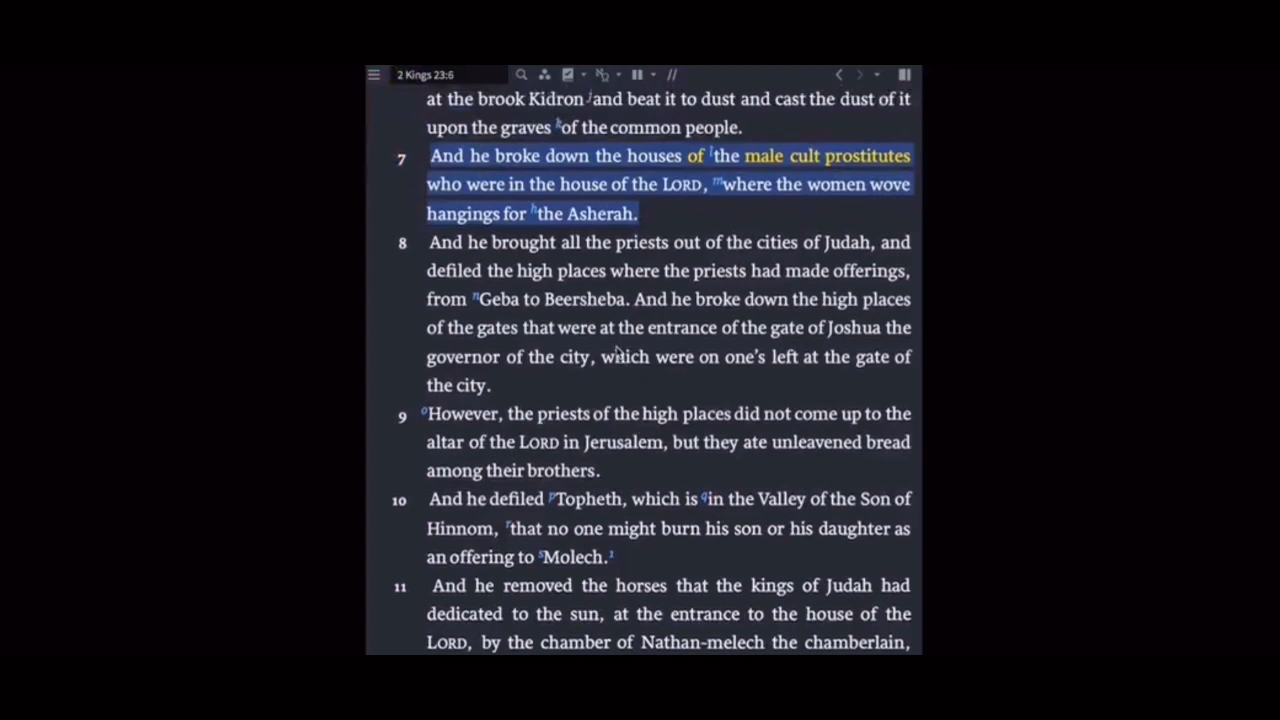 2 Kings 23:6
at the brook Kidron j and beat it to dust and cast the dust of it
upon the graves k of the common people.
7 And he broke down the houses of l the male cult prostitutes
who were in the house of the LORD, m where the women wove
hangings for h the Asherah.
8 And he brought all the priests out of the cities of Judah, and
defiled the high places where the priests had made offerings,
from n Geba to Beersheba. And he broke down the high places
of the gates that were at the entrance of the gate of Joshua the
governor of the city, which were on one’s left at the gate of
the city.
9 o However, the priests of the high places did not come up to the
altar of the LORD in Jerusalem, but they ate unleavened bread
among their brothers.
10 And he defiled p Topheth, which is q in the Valley of the Son of
Hinnom, r that no one might burn his son or his daughter as
an offering to s Molech. 1
11 And he removed the horses that the kings of Judah had
dedicated to the sun, at the entrance to the house of the
LORD, by the chamber of Nathan-melech the chamberlain,